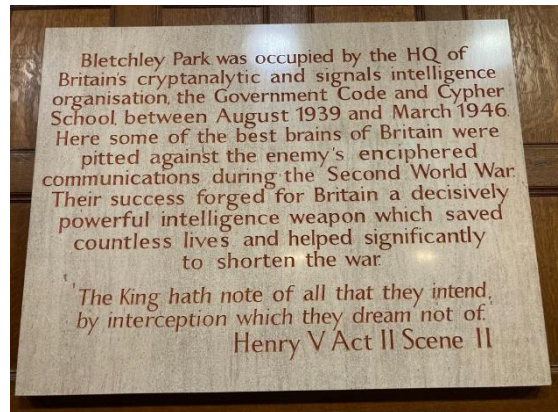 Bletchley Park was occupied by the HQ of
Britain's cryptanalytic and signals intelligence
organisation, the Government Code and Cypher
School, between August 1939 and March 1946.
Here some of the best brains of Britain were
pitted against the enemy's enciphered
communications during the Second World War.
Their success forged for Britain a decisively
powerful intelligence weapon which saved
countless lives and helped significantly
to shorten the war.
'The King hath note of all that they intend,
by interception which they dream not of.'
Henry V Act II Scene II